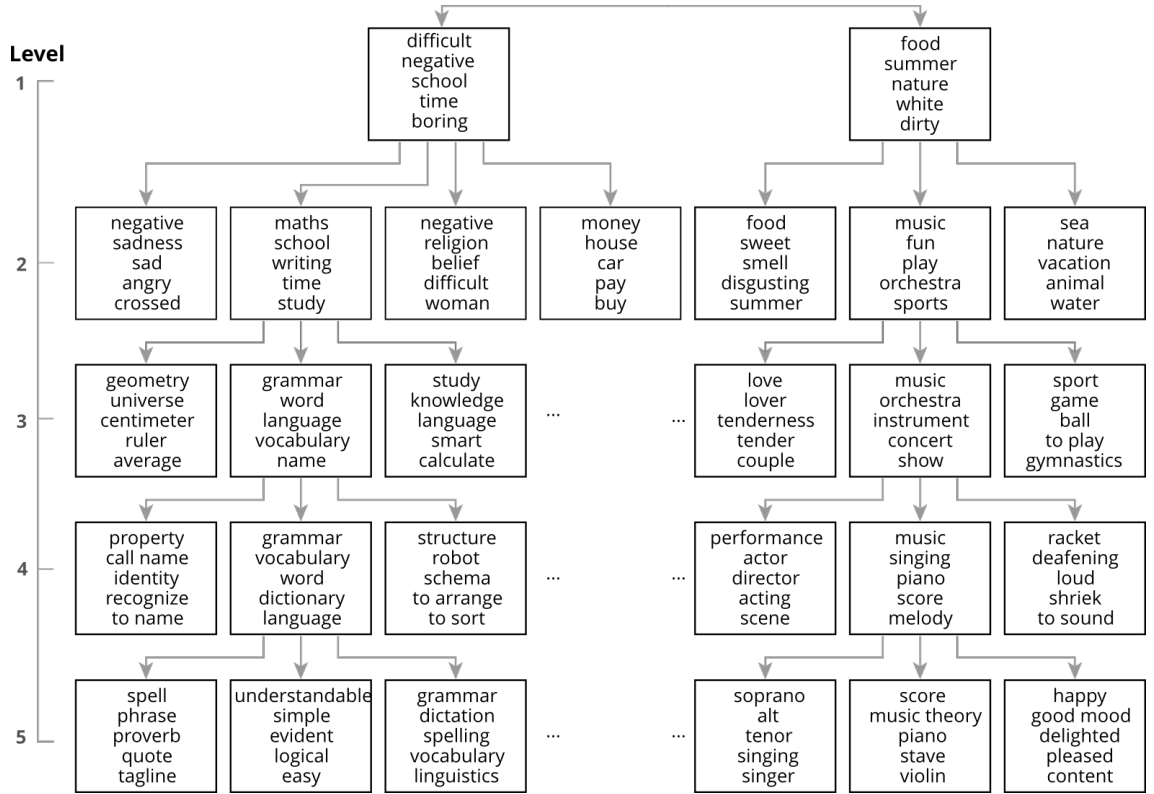 Level
1
difficult
negative
school
time
boring
food
summer
nature
white
dirty
2
negative
sadness
sad
angry
crossed
maths
school
writing
time
study
negative
religion
belief
difficult
woman
money
house
car
pay
buy
food
sweet
smell
disgusting
summer
music
fun
play
orchestra
sports
sea
nature
vacation
animal
water
3
geometry
universe
centimeter
ruler
average
grammar
word
language
vocabulary
name
study
knowledge
language
smart
calculate
...
...
love
lover
tenderness
tender
couple
music
orchestra
instrument
concert
show
sport
game
ball
to play
gymnastics
4
property
call name
identity
recognize
to name
grammar
vocabulary
word
dictionary
language
structure
robot
schema
to arrange
to sort
...
...
performance
actor
director
acting
scene
music
singing
piano
score
melody
racket
deafening
loud
shriek
to sound
5
spell
phrase
proverb
quote
tagline
understandable
simple
evident
logical
easy
grammar
dictation
spelling
vocabulary
linguistics
...
...
soprano
alt
tenor
singing
singer
score
music theory
piano
stave
violin
happy
good mood
delighted
pleased
content